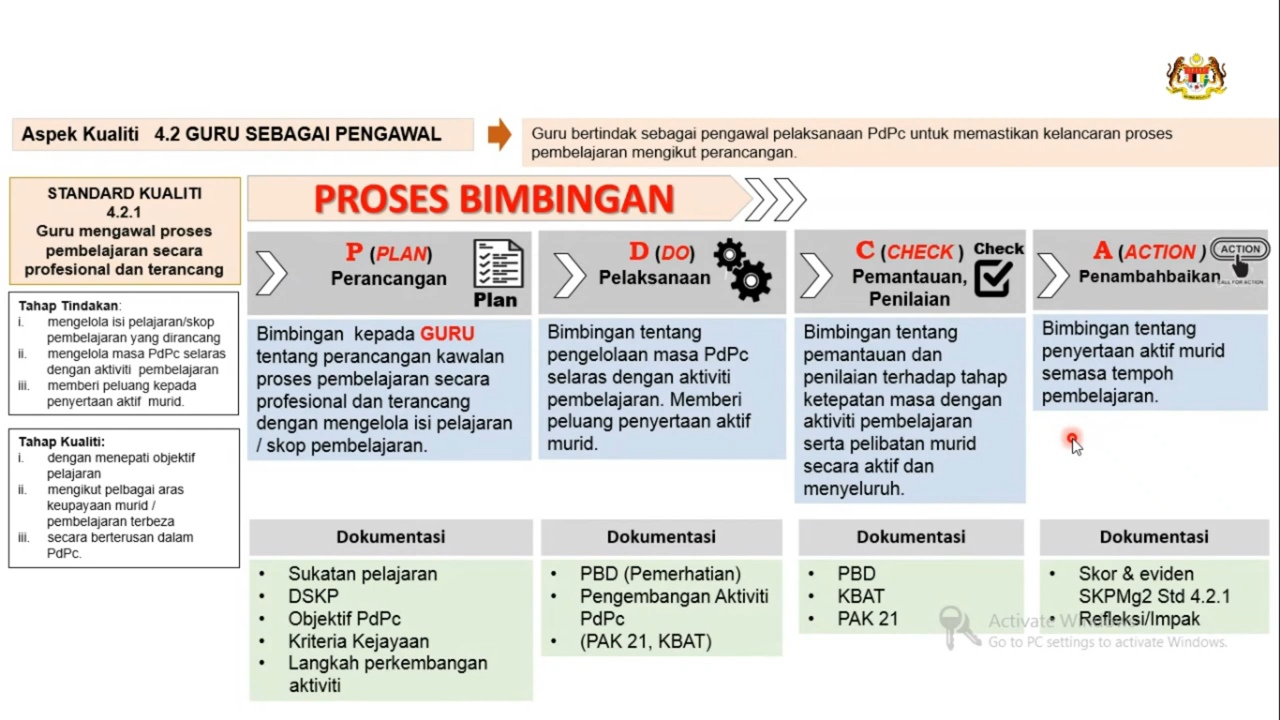 Aspek Kualiti 4.2 GURU SEBAGAI PENGAWAL
Guru bertindak sebagai pengawal pelaksanaan PdPc untuk memastikan kelancaran proses
pembelajaran mengikut perancangan.
STANDARD KUALITI
4.2.1
Guru mengawal proses
pembelajaran secara
profesional dan terancang
Tahap Tindakan:
i. mengelola isi pelajaran/skop
pembelajaran yang dirancang
ii. mengelola masa PdPc selaras
dengan aktiviti pembelajaran
iii. memberi peluang kepada
penyertaan aktif murid.
Tahap Kualiti:
i. dengan menepati objektif
pelajaran
ii. mengikut pelbagai aras
keupayaan murid /
pembelajaran terbeza
iii. secara berterusan dalam
PdPc.
PROSES BIMBINGAN
P (PLAN)
Perancangan
Plan
Bimbingan kepada GURU
tentang perancangan kawalan
proses pembelajaran secara
profesional dan terancang
dengan mengelola isi pelajaran
/ skop pembelajaran.
D (DO)
Pelaksanaan
Bimbingan tentang
pengelolaan masa PdPc
selaras dengan aktiviti
pembelajaran. Memberi
peluang penyertaan aktif
murid.
C (CHECK )
Pemantauan,
Penilaian
Check
Bimbingan tentang
pemantauan dan
penilaian terhadap tahap
ketepatan masa dengan
aktiviti pembelajaran
serta pelibatan murid
secara aktif dan
menyeluruh.
A (ACTION )
Penambahbaikan
ACTION
CALL FOR ACTION
Bimbingan tentang
penyertaan aktif murid
semasa tempoh
pembelajaran.
Dokumentasi
• Sukatan pelajaran
• DSKP
• Objektif PdPc
• Kriteria Kejayaan
• Langkah perkembangan
aktiviti
Dokumentasi
• PBD (Pemerhatian)
• Pengembangan Aktiviti
PdPc
• (PAK 21, KBAT)
Dokumentasi
• PBD
• KBAT
• PAK 21
Dokumentasi
• Skor & eviden
SKPMg2 Std 4.2.1
• Refleksi/Impak
Activate Windows
Go to PC settings to activate Windows.